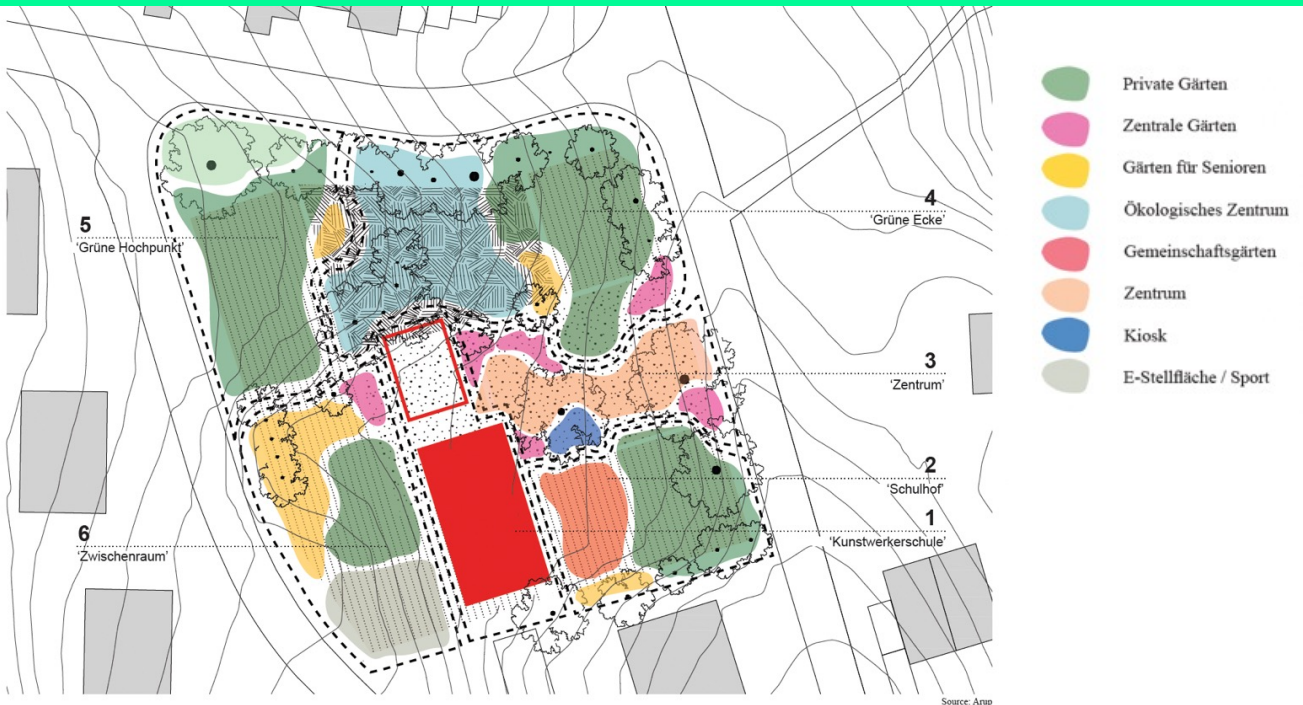 Private Gärten
Zentrale Gärten
Gärten für Senioren
Ökologisches Zentrum
Gemeinschaftsgärten
Zentrum
Kiosk
E-Stellfläche / Sport
5
'Grüne Hochpunkt'
4
'Grüne Ecke'
3
'Zentrum'
2
'Schulhof'
1
'Kunstwerkerschule'
6
'Zwischenraum'
Source: Arup